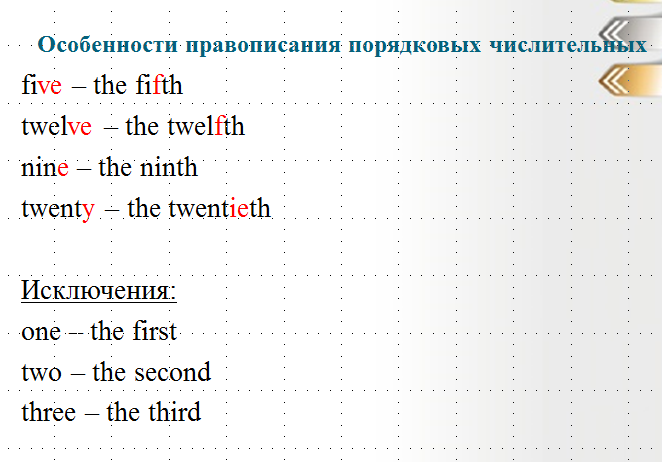 Особенности правописания порядковых числительных
five – the fifth
twelve – the twelfth
nine – the ninth
twenty – the twentieth
Исключения:
one – the first
two – the second
three – the third